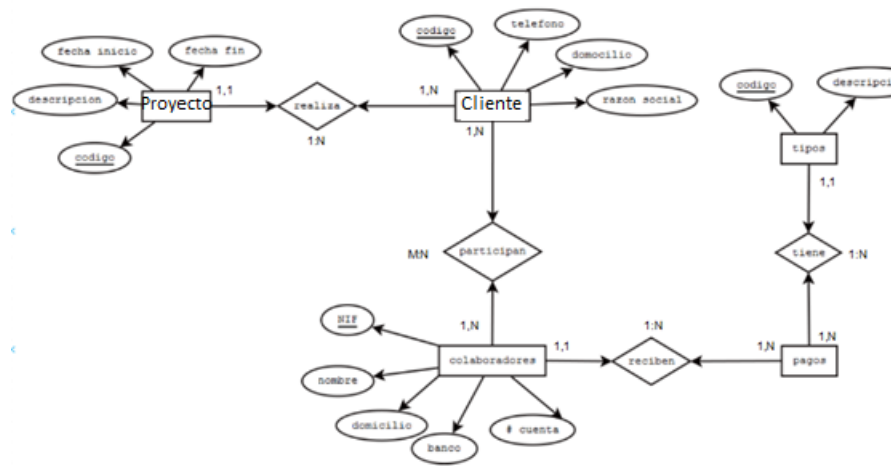 fecha inicio
fecha fin
descripcion
Proyecto
codigo
1,1
realiza
1:N
1,N
Cliente
1,N
codigo
telefono
domocilio
razon social
codigo
descripci
tipos
1,1
tiene
1:N
M:N
participan
1,N
NIF
colaboradores
1,1
1:N
reciben
1,N
1,N
pagos
nombre
domicilio
banco
# cuenta